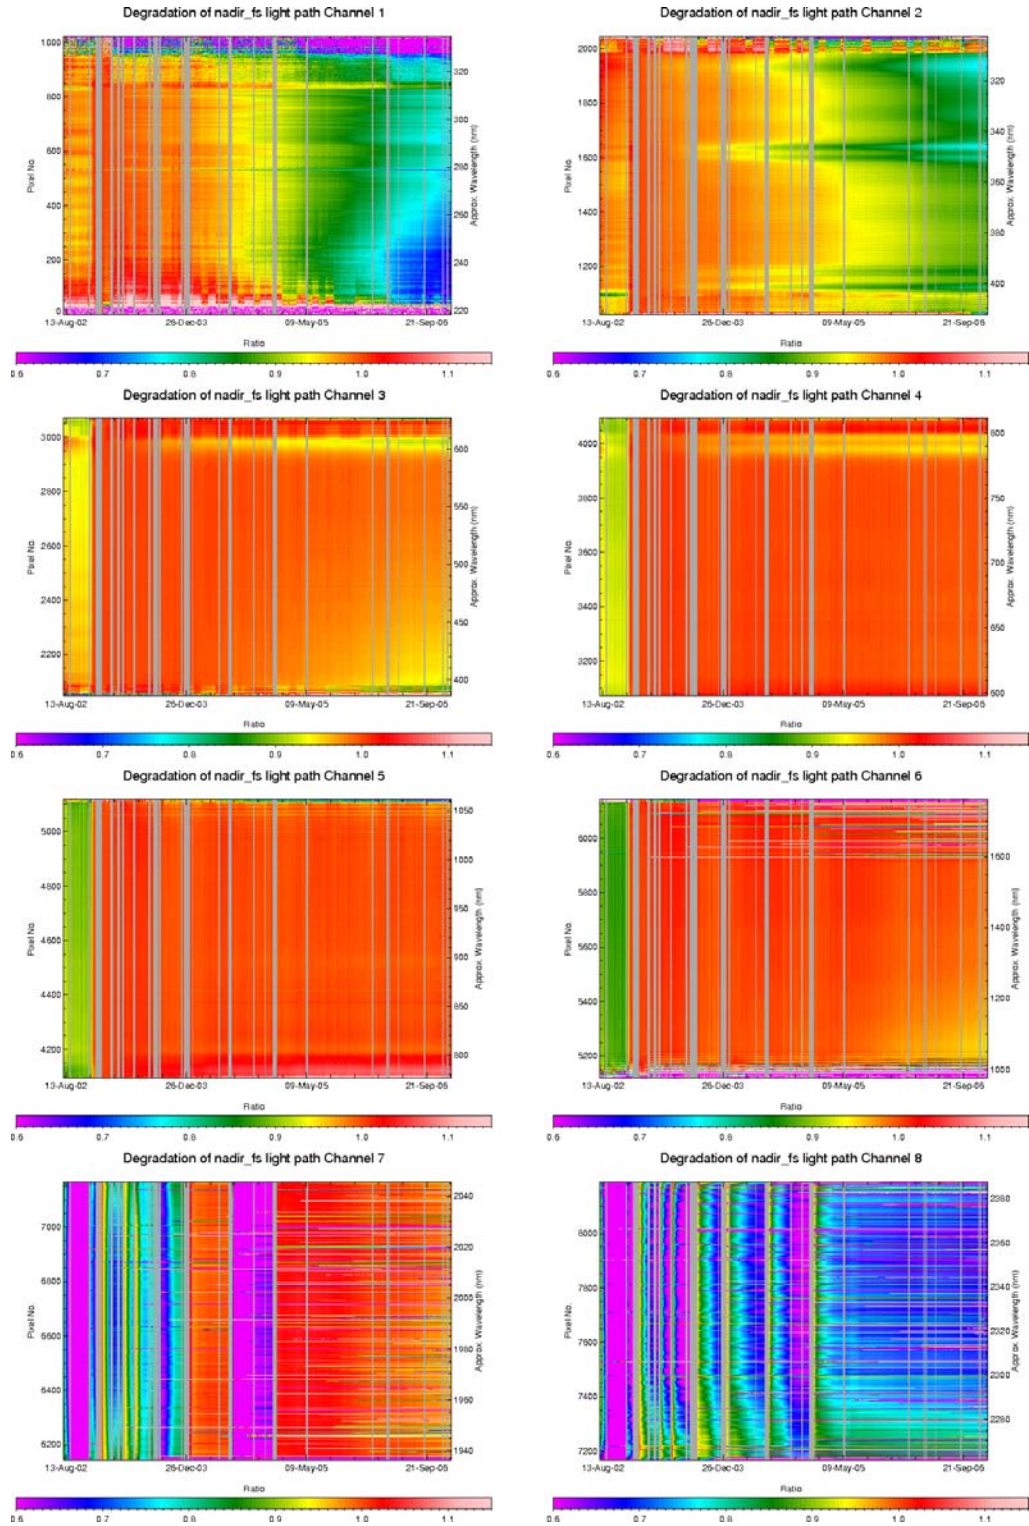 Degradation of nadir_fs light path Channel 1
Pixel No.
1000
800
600
400
200
0
320
300
280
260
240
220
Approx. Wavelength (nm)
13-Aug-02 26-Dec-03 09-May-05 21-Sep-06
Ratio
0.6 0.7 0.8 0.9 1.0 1.1
Degradation of nadir_fs light path Channel 2
Pixel No.
2000
1800
1600
1400
1200
320
340
360
380
400
Approx. Wavelength (nm)
13-Aug-02 26-Dec-03 09-May-05 21-Sep-06
Ratio
0.6 0.7 0.8 0.9 1.0 1.1
Degradation of nadir_fs light path Channel 3
Pixel No.
3000
2800
2600
2400
2200
600
550
500
450
400
Approx. Wavelength (nm)
13-Aug-02 26-Dec-03 09-May-05 21-Sep-06
Ratio
0.6 0.7 0.8 0.9 1.0 1.1
Degradation of nadir_fs light path Channel 4
Pixel No.
4000
3800
3600
3400
3200
800
750
700
650
600
Approx. Wavelength (nm)
13-Aug-02 26-Dec-03 09-May-05 21-Sep-06
Ratio
0.6 0.7 0.8 0.9 1.0 1.1
Degradation of nadir_fs light path Channel 5
Pixel No.
5000
4800
4600
4400
4200
1050
1000
950
900
850
800
Approx. Wavelength (nm)
13-Aug-02 26-Dec-03 09-May-05 21-Sep-06
Ratio
0.6 0.7 0.8 0.9 1.0 1.1
Degradation of nadir_fs light path Channel 6
Pixel No.
6000
5800
5600
5400
5200
1600
1400
1200
1000
Approx. Wavelength (nm)
13-Aug-02 26-Dec-03 09-May-05 21-Sep-06
Ratio
0.6 0.7 0.8 0.9 1.0 1.1
Degradation of nadir_fs light path Channel 7
Pixel No.
7000
6800
6600
6400
6200
2040
2020
2000
1980
1960
1940
Approx. Wavelength (nm)
13-Aug-02 26-Dec-03 09-May-05 21-Sep-06
Ratio
0.6 0.7 0.8 0.9 1.0 1.1
Degradation of nadir_fs light path Channel 8
Pixel No.
8000
7800
7600
7400
7200
2380
2360
2340
2320
2300
2280
Approx. Wavelength (nm)
13-Aug-02 26-Dec-03 09-May-05 21-Sep-06
Ratio
0.6 0.7 0.8 0.9 1.0 1.1